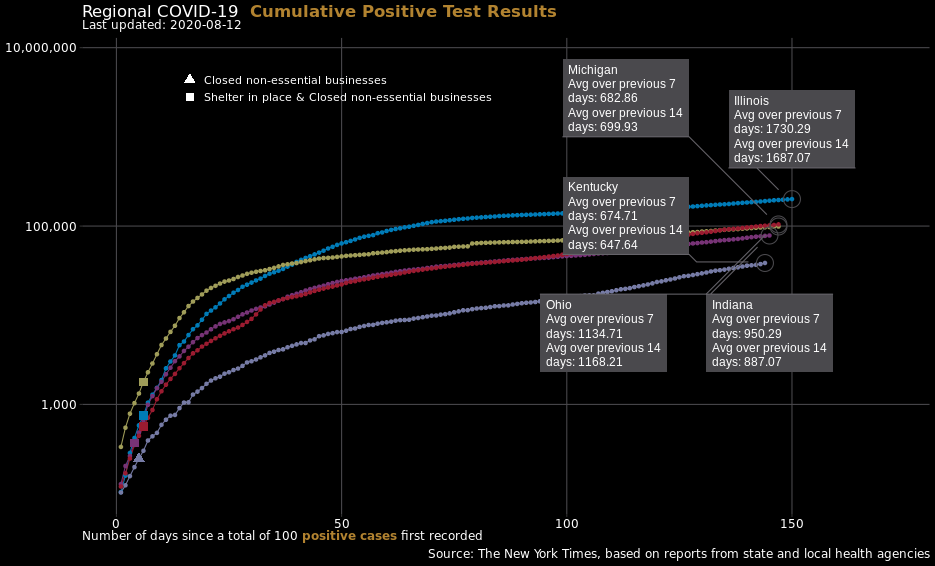 Regional COVID-19 Cumulative Positive Test Results
Last updated: 2020-08-12
10,000,000
100,000
1,000
Closed non-essential businesses
Shelter in place & Closed non-essential businesses
Michigan
Avg over previous 7
days: 682.86
Avg over previous 14
days: 699.93
Illinois
Avg over previous 7
days: 1730.29
Avg over previous 14
days: 1687.07
Kentucky
Avg over previous 7
days: 674.71
Avg over previous 14
days: 647.64
Ohio
Avg over previous 7
days: 1134.71
Avg over previous 14
days: 1168.21
Indiana
Avg over previous 7
days: 950.29
Avg over previous 14
days: 887.07
0 50 100 150
Number of days since a total of 100 positive cases first recorded
Source: The New York Times, based on reports from state and local health agencies